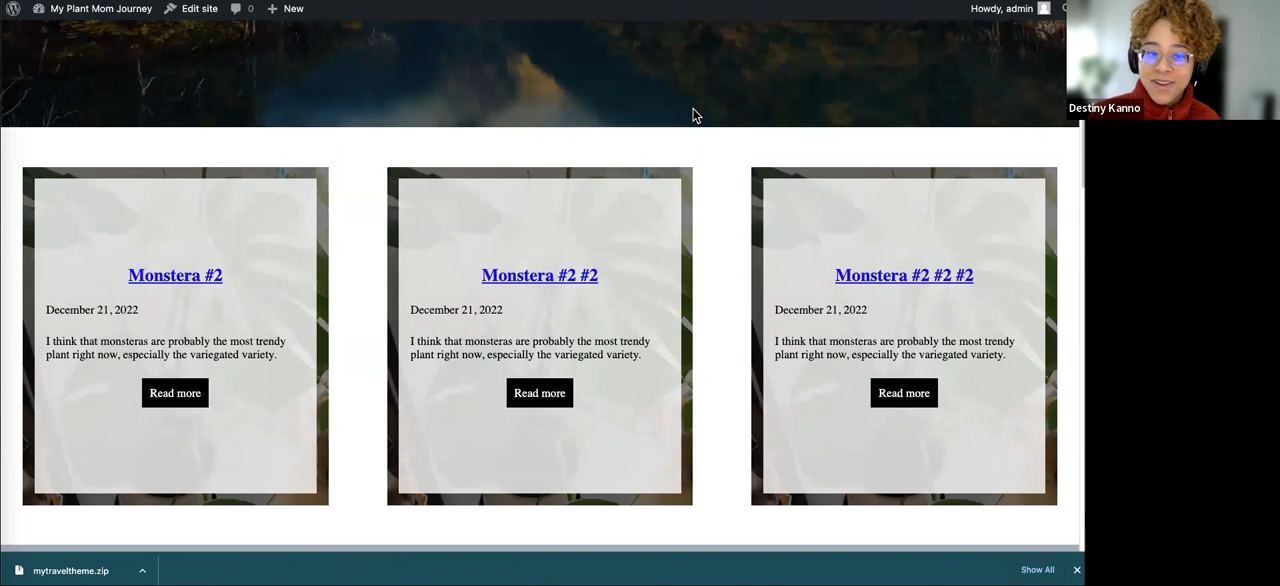 My Plant Mom Journey Edit site 0 New Howdy, admin
Destiny Kanno
Monstera #2
December 21, 2022
I think that monsteras are probably the most trendy
plant right now, especially the variegated variety.
Read more
Monstera #2 #2
December 21, 2022
I think that monsteras are probably the most trendy
plant right now, especially the variegated variety.
Read more
Monstera #2 #2 #2
December 21, 2022
I think that monsteras are probably the most trendy
plant right now, especially the variegated variety.
Read more
mytraveltheme.zip Show All